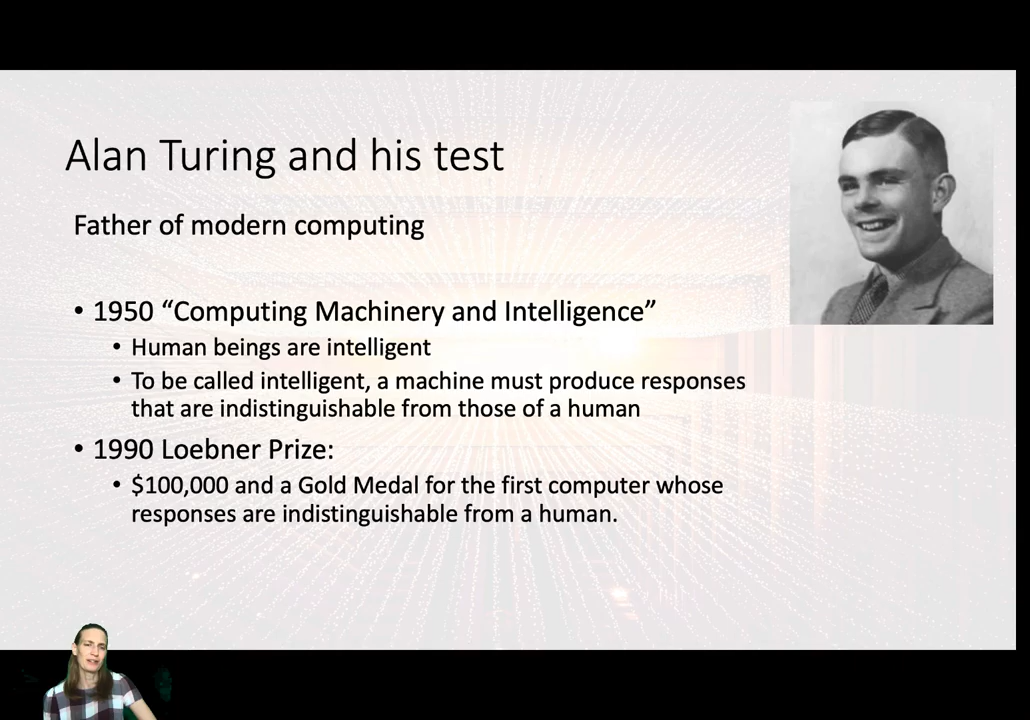 Alan Turing and his test
Father of modern computing
• 1950 “Computing Machinery and Intelligence”
• Human beings are intelligent
• To be called intelligent, a machine must produce responses
that are indistinguishable from those of a human
• 1990 Loebner Prize:
• $100,000 and a Gold Medal for the first computer whose
responses are indistinguishable from a human.